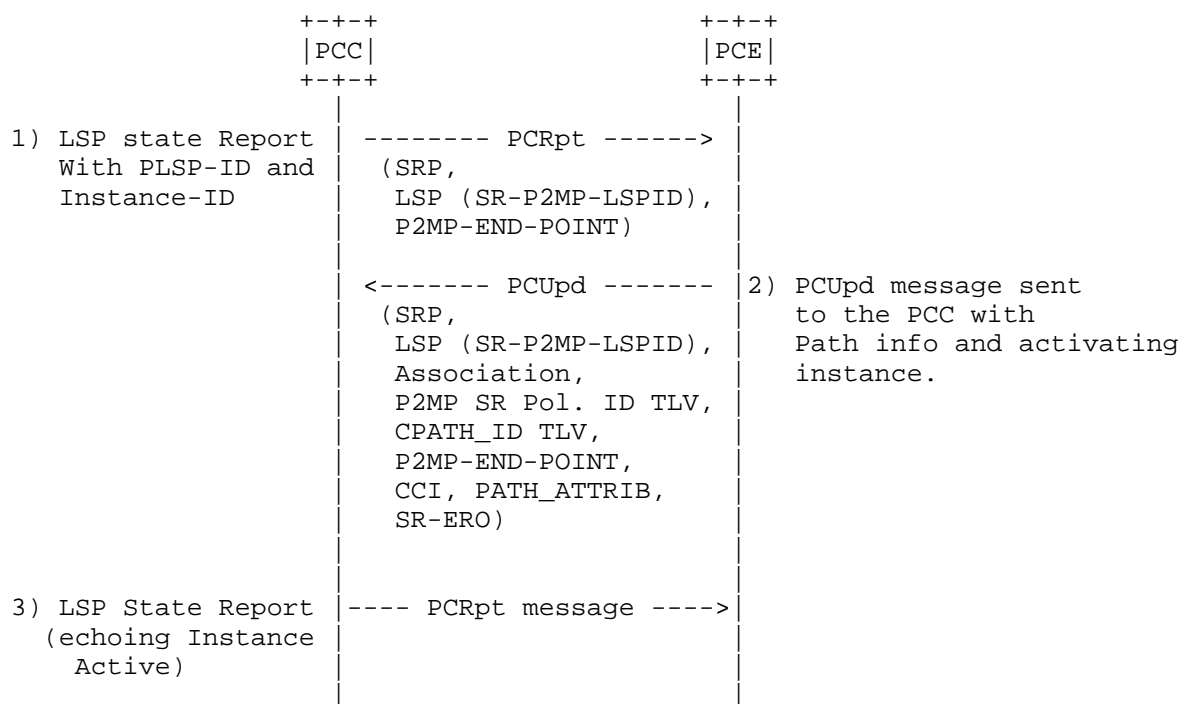 +-+-+ +-+-+
|PCC| |PCE|
+-+-+ +-+-+
| |
1) LSP state Report | -------- PCRpt ------> |
With PLSP-ID and | (SRP, |
Instance-ID | LSP (SR-P2MP-LSPID), |
| P2MP-END-POINT) |
| |
| <------- PCUpd ------- |2) PCUpd message sent
| (SRP, | to the PCC with
| LSP (SR-P2MP-LSPID), | Path info and activating
| Association, | instance.
| P2MP SR Pol. ID TLV, |
| CPATH_ID TLV, |
| P2MP-END-POINT, |
| CCI, PATH_ATTRIB, |
| SR-ERO) |
| |
| |
3) LSP State Report |---- PCRpt message ---->|
(echoing Instance | |
Active) | |
| |